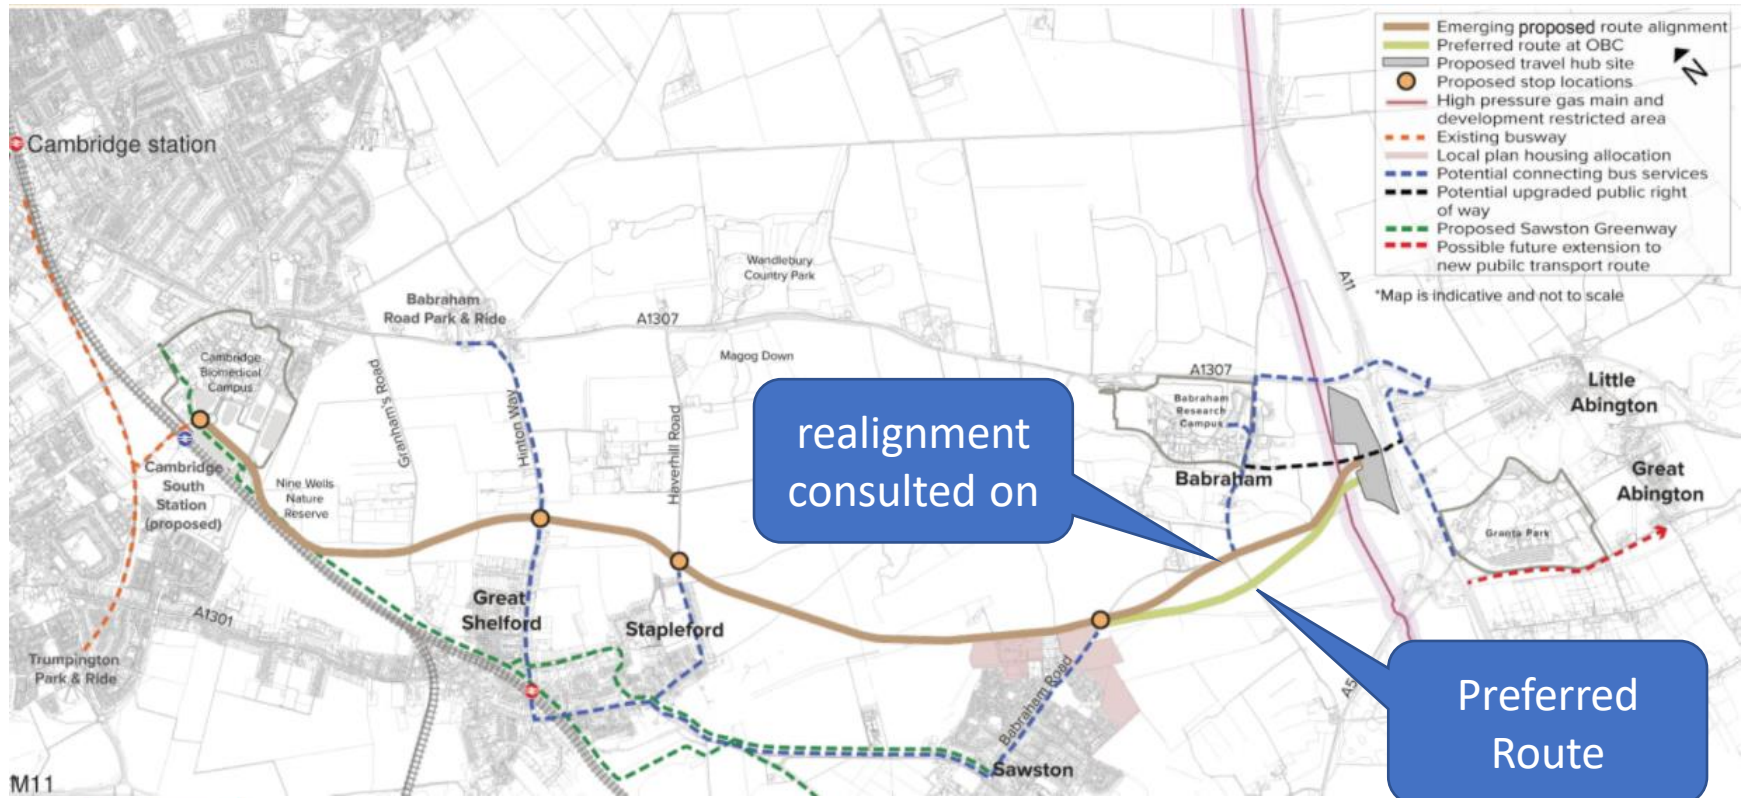 Emerging proposed route alignment
Preferred route at OBC
Proposed travel hub site
Proposed stop locations
High pressure gas main and
development restricted area
Existing busway
Local plan housing allocation
Potential connecting bus services
Potential upgraded public right
of way
Proposed Sawston Greenway
Possible future extension to
new public transport route
N
*Map is indicative and not to scale
Cambridge station
Wandlebury
Country Park
Babraham
Road Park & Ride
A1307
A11
Magog Down
Cambridge
Biomedical
Campus
Granham's Road
Hinton Way
Haverhill Road
A1307
Babraham
Research
Campus
Little
Abington
realignment
consulted on
Babraham
Great
Abington
Cambridge
South
Station
(proposed)
Nine Wells
Nature
Reserve
Granta Park
A1301
Great
Shelford
Stapleford
Trumpington
Park & Ride
Babraham Road
A5
Preferred
Route
Sawston
M11